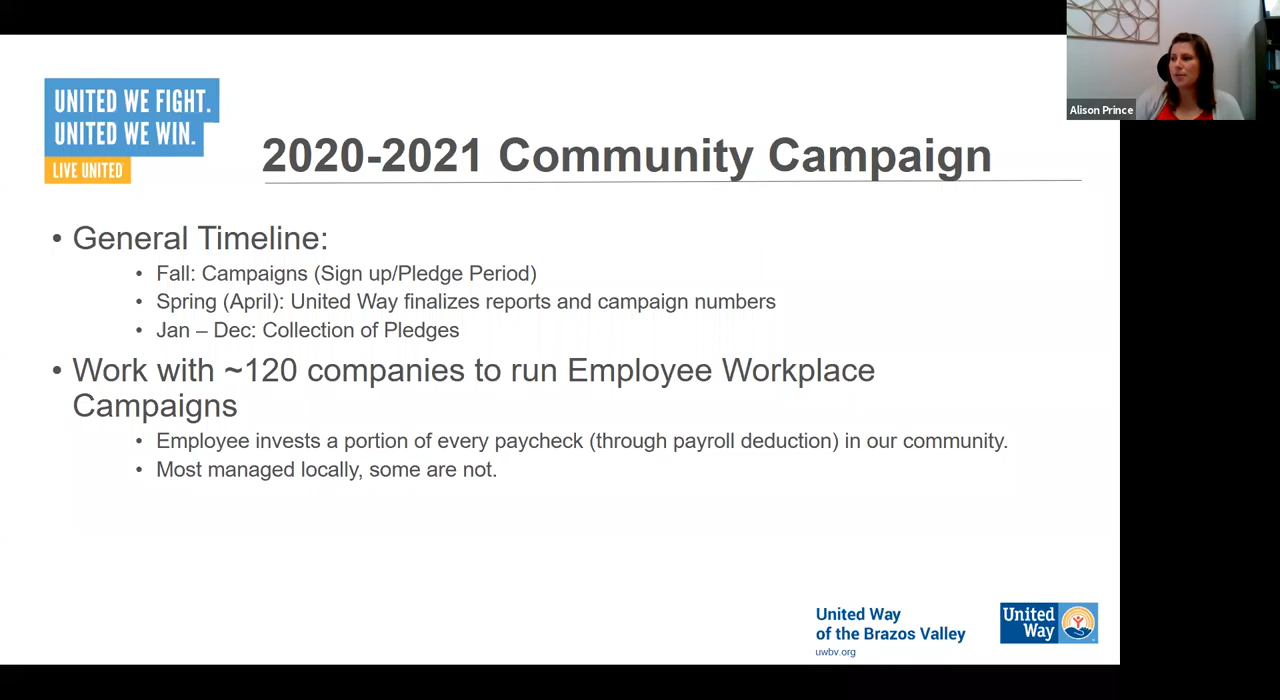 Alison Prince
UNITED WE FIGHT.
UNITED WE WIN.
LIVE UNITED
2020-2021 Community Campaign
• General Timeline:
• Fall: Campaigns (Sign up/Pledge Period)
• Spring (April): United Way finalizes reports and campaign numbers
• Jan – Dec: Collection of Pledges
• Work with ~120 companies to run Employee Workplace
Campaigns
• Employee invests a portion of every paycheck (through payroll deduction) in our community.
• Most managed locally, some are not.
United Way
of the Brazos Valley
uwbv.org
United
Way